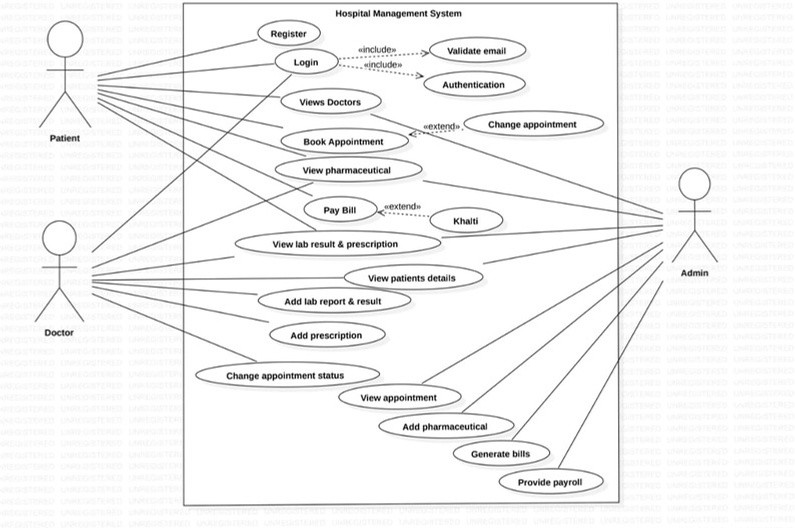 Hospital Management System
Register
Login
«include»
Validate email
«include»
Authentication
Patient
Views Doctors
«extend»
Change appointment
Book Appointment
View pharmaceutical
Pay Bill
«extend»
Khalti
View lab result & prescription
Admin
View patients details
Add lab report & result
Doctor
Add prescription
Change appointment status
View appointment
Add pharmaceutical
Generate bills
Provide payroll
UNREGISTERED